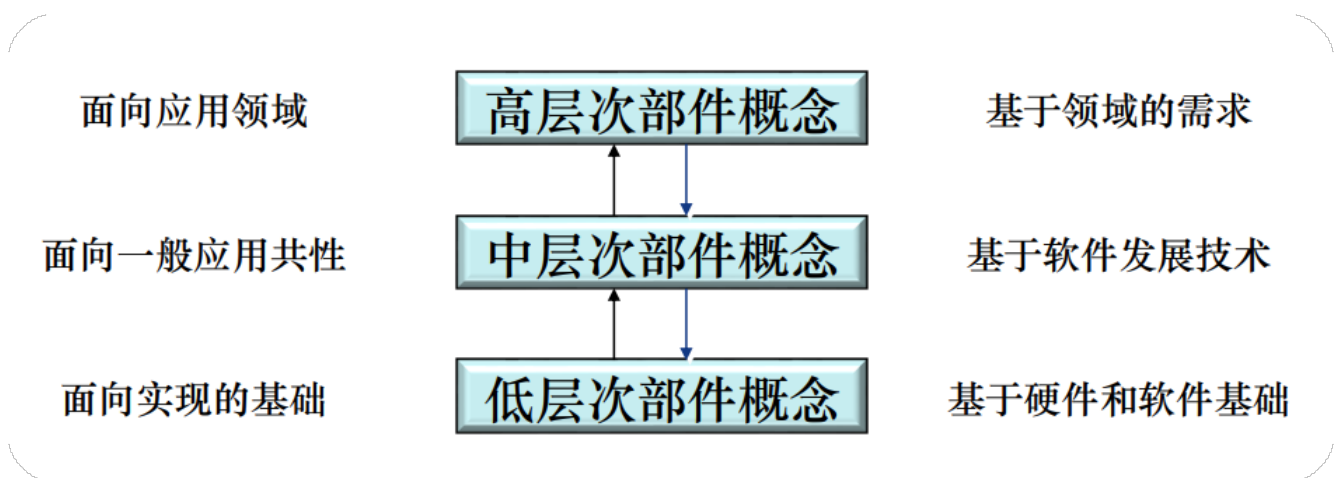 面向应用领域 高层次部件概念 基于领域的需求
面向一般应用共性 中层次部件概念 基于软件发展技术
面向实现的基础 低层次部件概念 基于硬件和软件基础